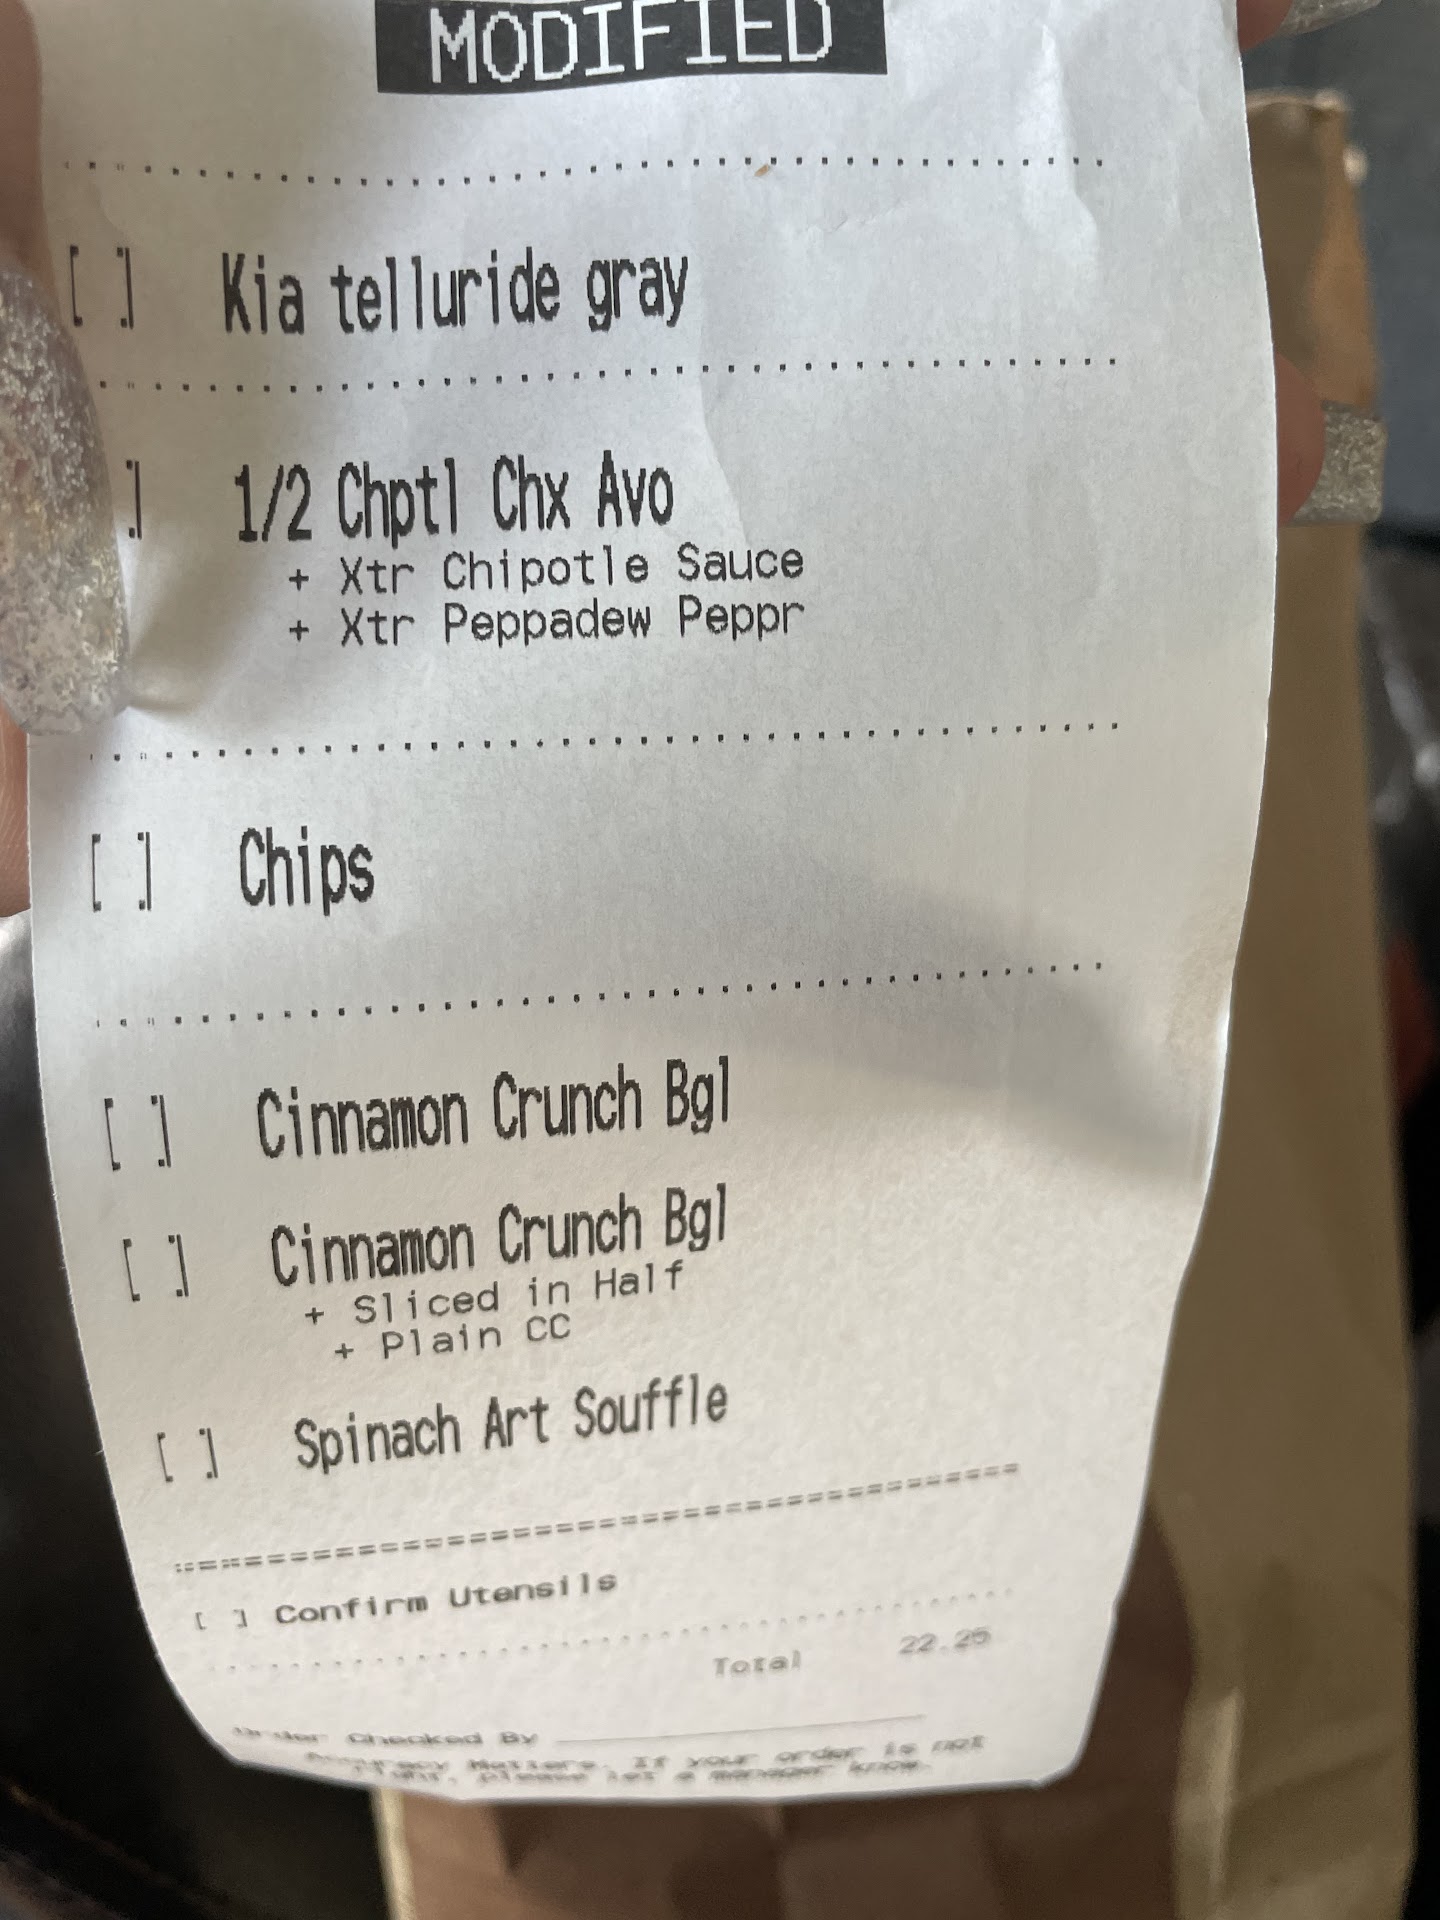 MODIFIED
[ ] Kia telluride gray
] 1/2 Chptl Chx Avo
+ Xtr Chipotle Sauce
+ Xtr Peppadew Peppr
[ ] Chips
[ ] Cinnamon Crunch Bgl
[ ] Cinnamon Crunch Bgl
+ Sliced in Half
+ Plain CC
[ ] Spinach Art Souffle
[ ] Confirm Utensils
Total 22.25
Order Checked By
Accuracy Matters. If your order is not
right, please let a manager know.